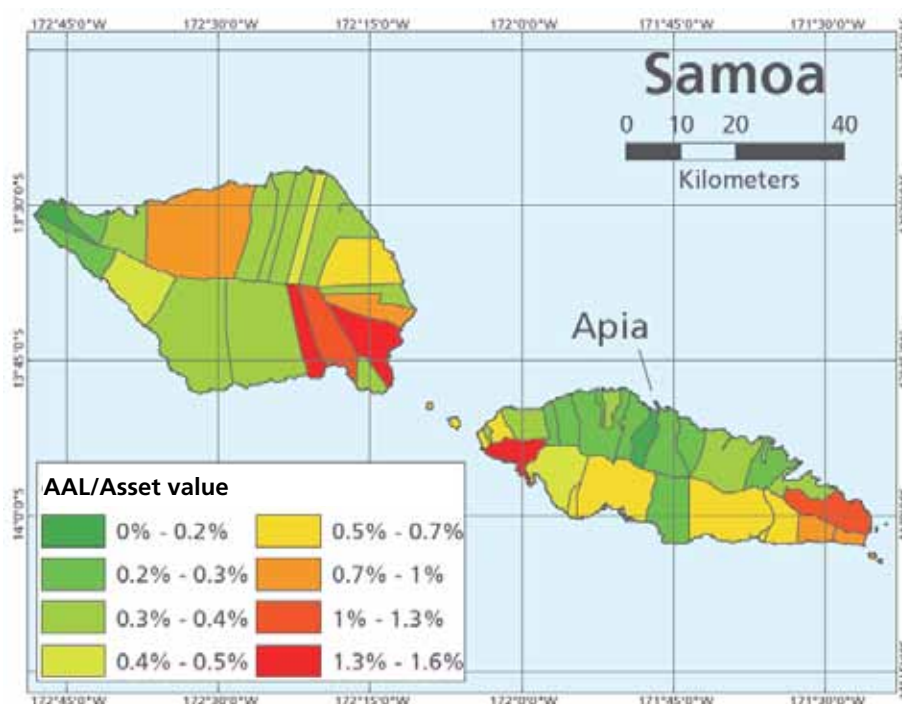 172°45'0"W 172°30'0"W 172°15'0"W 172°0'0"W 171°45'0"W 171°30'0"W
Samoa
0 10 20 40
Kilometers
13°30'0"S
Apia
13°45'0"S
AAL/Asset value
0% - 0.2% 0.5% - 0.7%
14°0'0"S
0.2% - 0.3% 0.7% - 1%
0.3% - 0.4% 1% - 1.3%
0.4% - 0.5% 1.3% - 1.6%
172°45'0"W 172°30'0"W 172°15'0"W 172°0'0"W 171°45'0"W 171°30'0"W